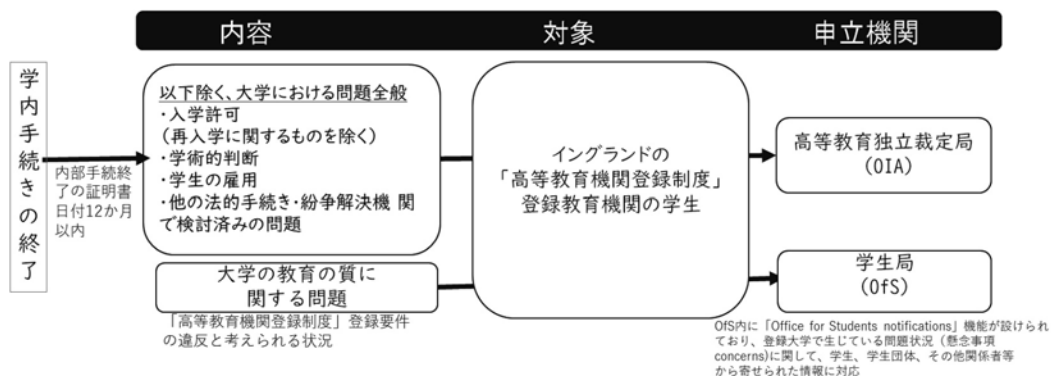 内容
対象
申立機関
学内手続きの終了
内部手続終
了の証明書
日付12か月
以内
以下除く、大学における問題全般
・入学許可
(再入学に関するものを除く)
・学術的判断
・学生の雇用
・他の法的手続き・紛争解決機 関
で検討済みの問題
大学の教育の質に
関する問題
「高等教育機関登録制度」登録要件
の違反と考えられる状況
イングランドの
「高等教育機関登録制度」
登録教育機関の学生
高等教育独立裁定局
(OIA)
学生局
(OfS)
OfS内に「Office for Students notifications」機能が設けられ
ており、登録大学で生じている問題状況（懸念事項
concerns)に関して、学生、学生団体、その他関係者等
から寄せられた情報に対応